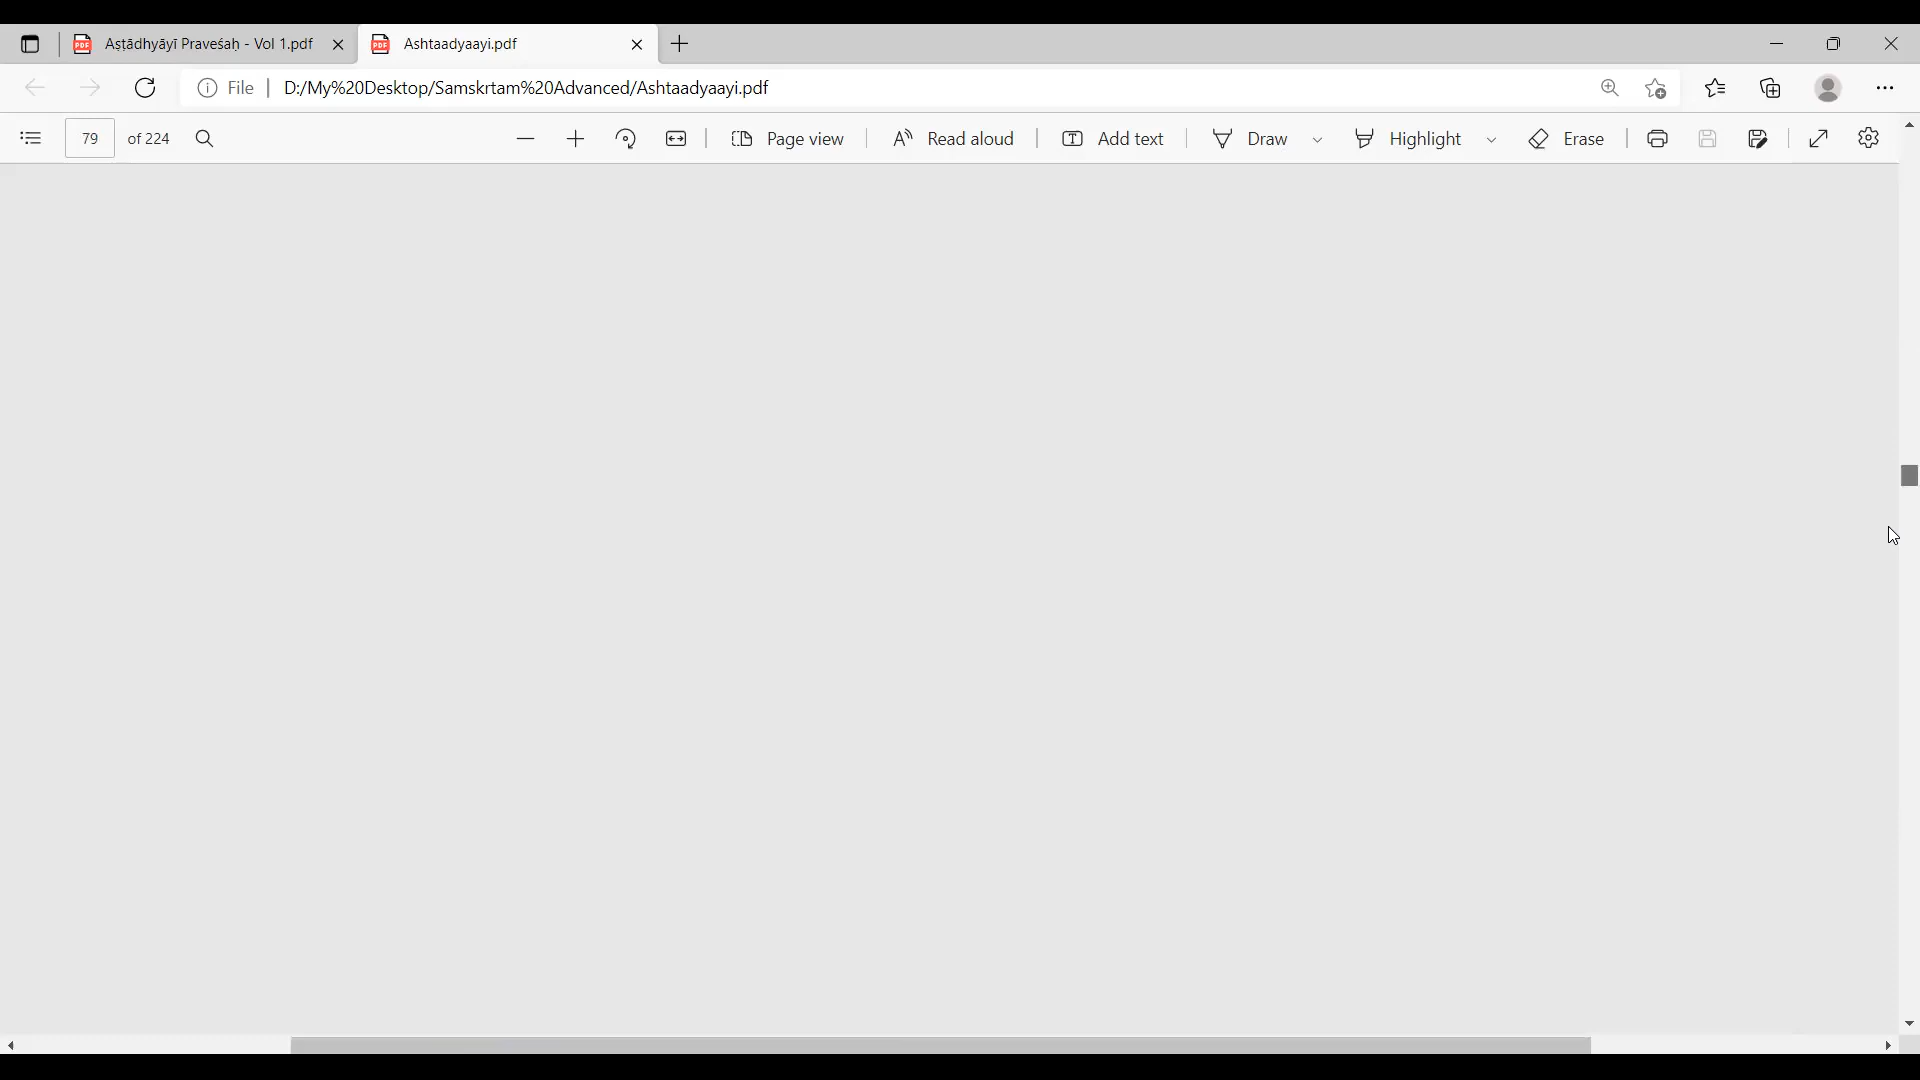 Aṣṭādhyāyī Praveśaḥ - Vol 1.pdf
Ashtaadyaayi.pdf
File
D:/My%20Desktop/Samskrtam%20Advanced/Ashtaadyaayi.pdf
79 of 224
Page view
Read aloud
Add text
Draw
Highlight
Erase